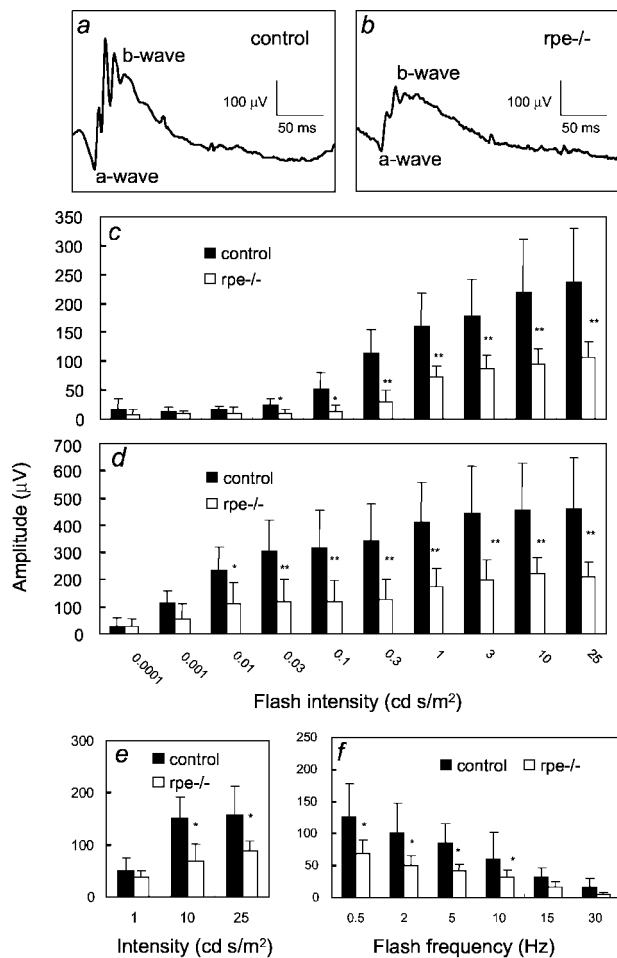 a
control
b-wave
a-wave
100 μV
50 ms
b
rpe-/-
b-wave
a-wave
100 μV
50 ms
c
control
rpe-/-
350
300
250
200
150
100
50
0
* * ** ** ** ** **
d
control
rpe-/-
700
600
500
400
300
200
100
0
* ** ** ** ** ** ** **
Amplitude (μV)
0.0001 0.001 0.01 0.03 0.1 0.3 1 3 10 25
Flash intensity (cd s/m²)
e
control
rpe-/-
300
200
100
0
* *
1 10 25
Intensity (cd s/m²)
f
control rpe-/-
250
200
150
100
50
0
* * * *
0.5 2 5 10 15 30
Flash frequency (Hz)